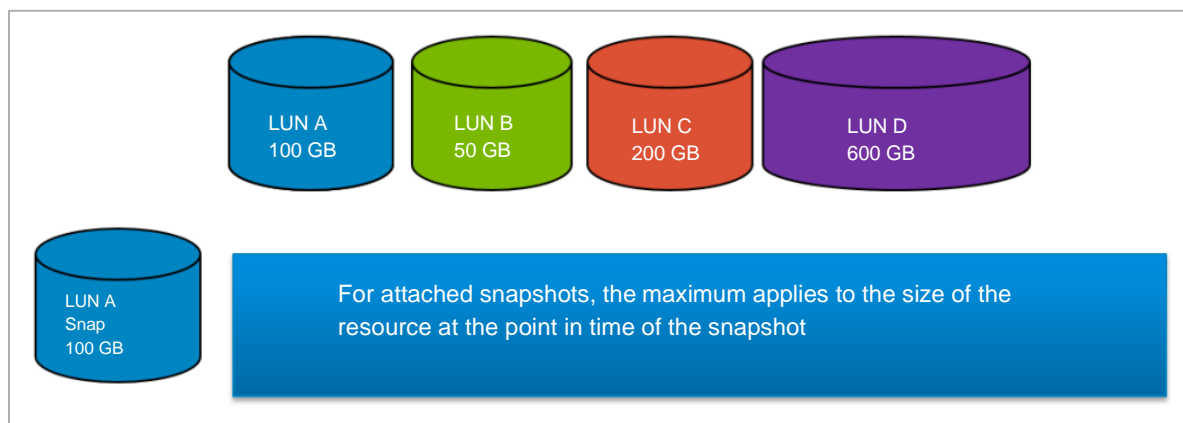 LUN A
100 GB
LUN B
50 GB
LUN C
200 GB
LUN D
600 GB
LUN A
Snap
100 GB
For attached snapshots, the maximum applies to the size of the
resource at the point in time of the snapshot